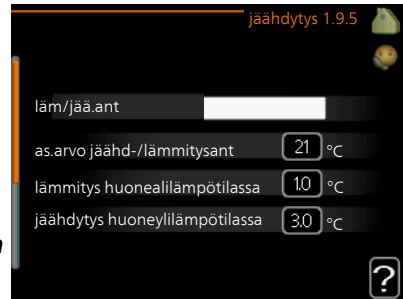 jäähdytys 1.9.5
läm/jää.ant
as.arvo jäähd-/lämmitysant 21 °C
lämmitys huonealilämpötilassa 1.0 °C
jäähdytys huoneylilämpötilassa 3.0 °C
?